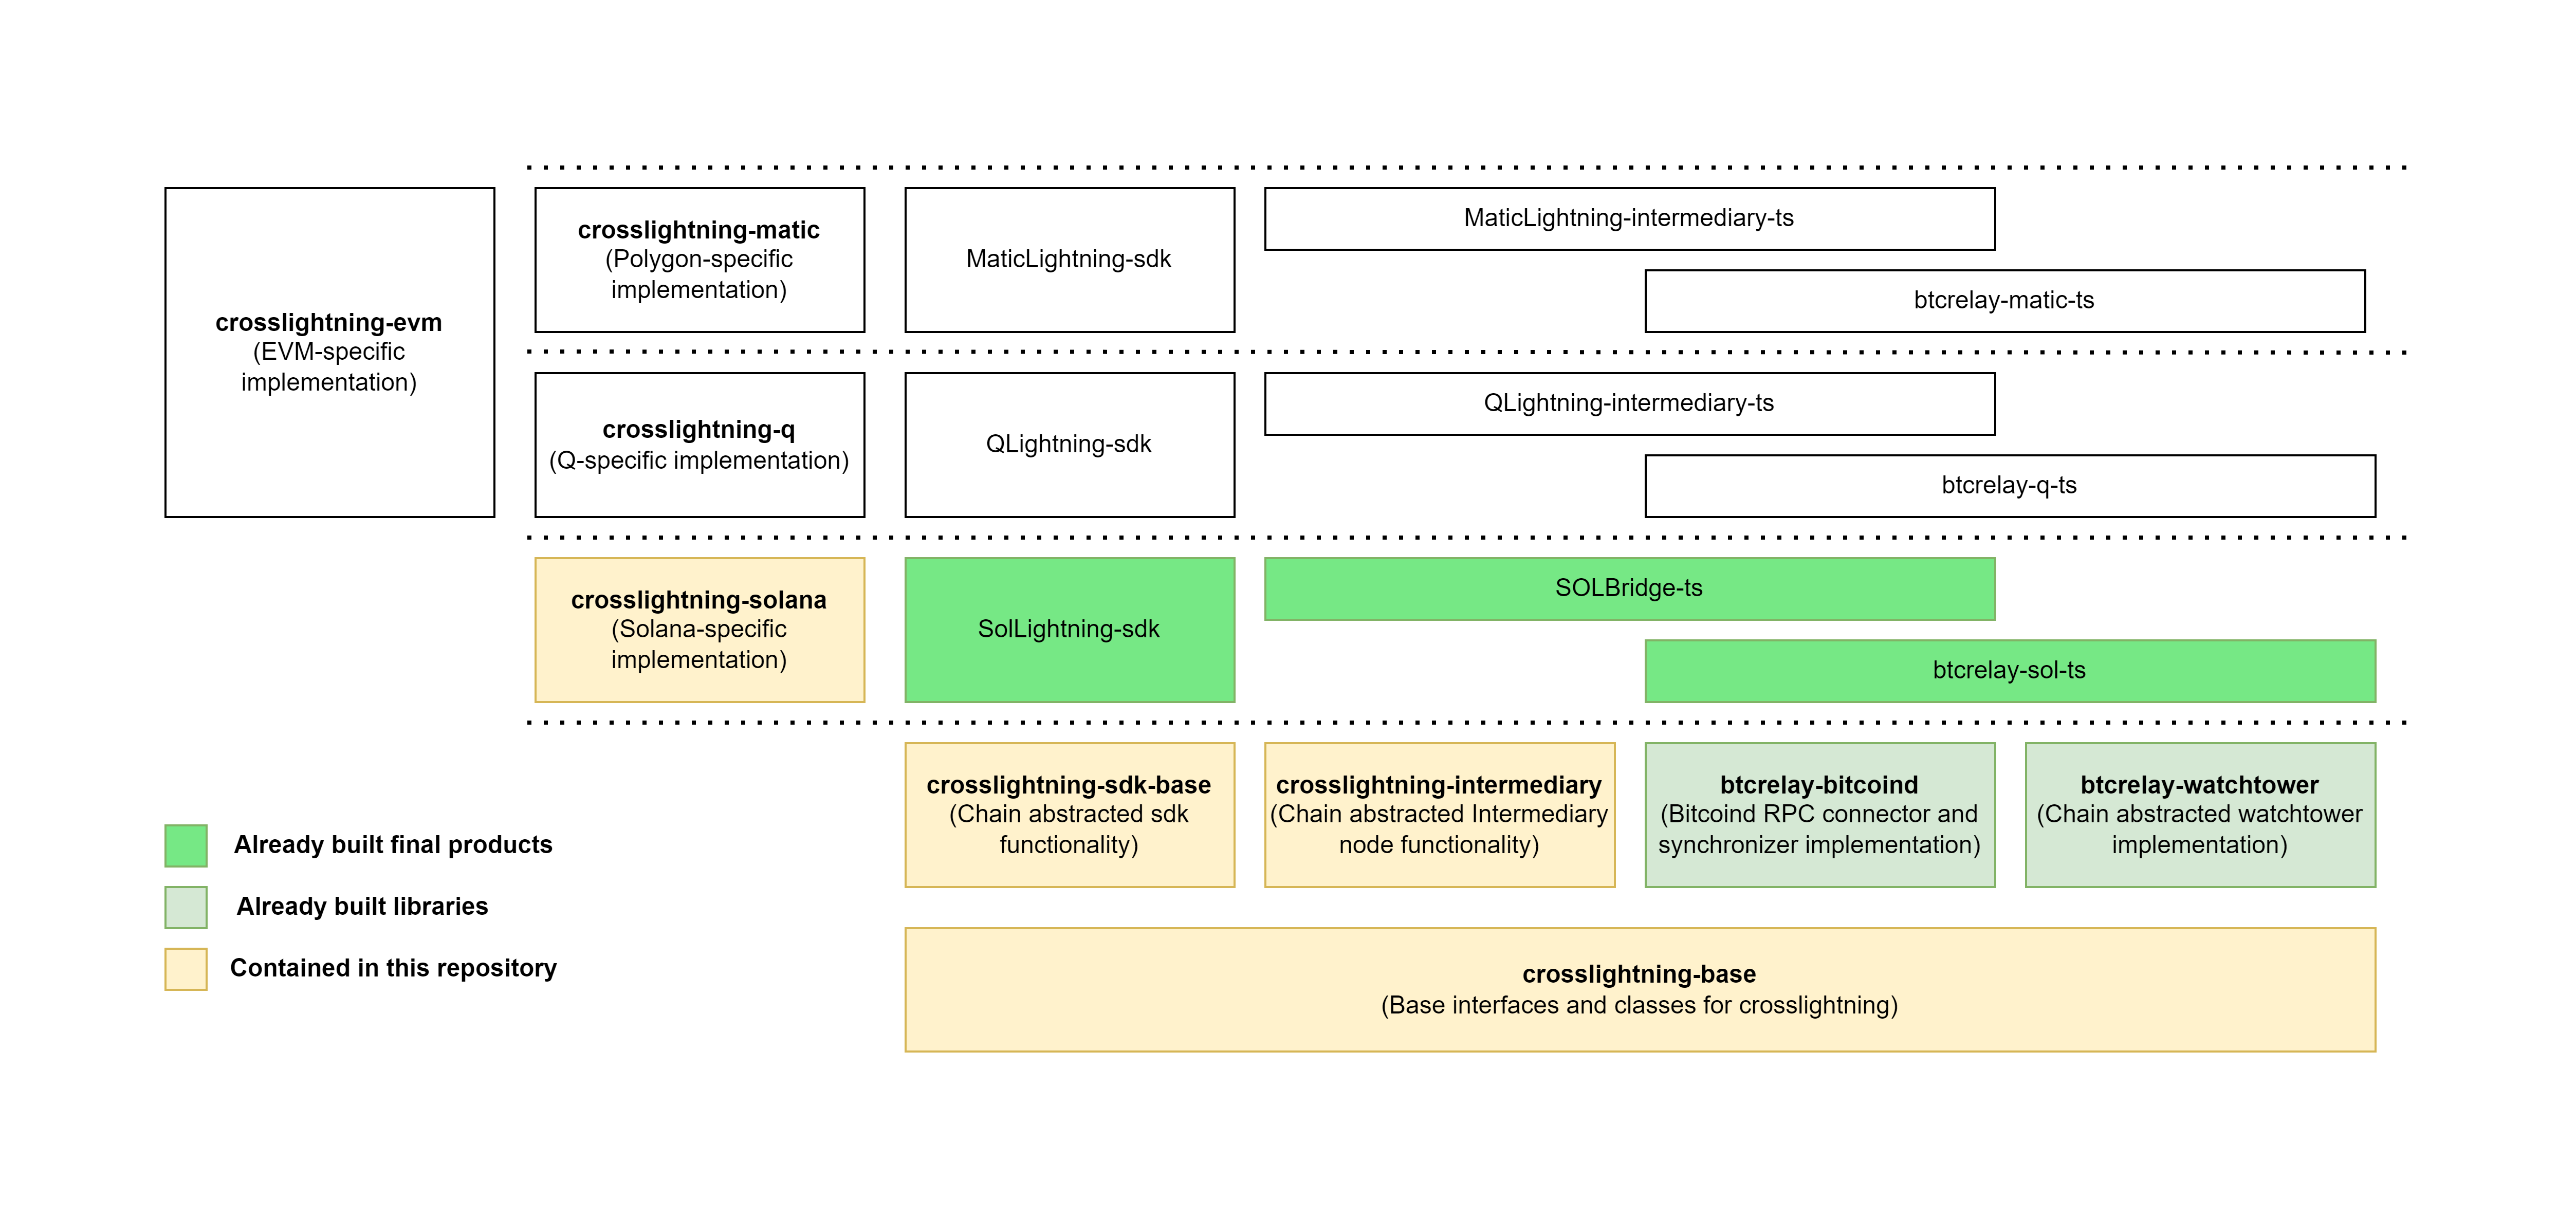 crosslightning-evm
(EVM-specific
implementation)
crosslightning-matic
(Polygon-specific
implementation)
MaticLightning-sdk
MaticLightning-intermediary-ts
btcrelay-matic-ts
crosslightning-q
(Q-specific implementation)
QLightning-sdk
QLightning-intermediary-ts
btcrelay-q-ts
crosslightning-solana
(Solana-specific
implementation)
SolLightning-sdk
SOLBridge-ts
btcrelay-sol-ts
crosslightning-sdk-base
(Chain abstracted sdk
functionality)
crosslightning-intermediary
(Chain abstracted Intermediary
node functionality)
btcrelay-bitcoind
(Bitcoind RPC connector and
synchronizer implementation)
btcrelay-watchtower
(Chain abstracted watchtower
implementation)
crosslightning-base
(Base interfaces and classes for crosslightning)
Already built final products
Already built libraries
Contained in this repository